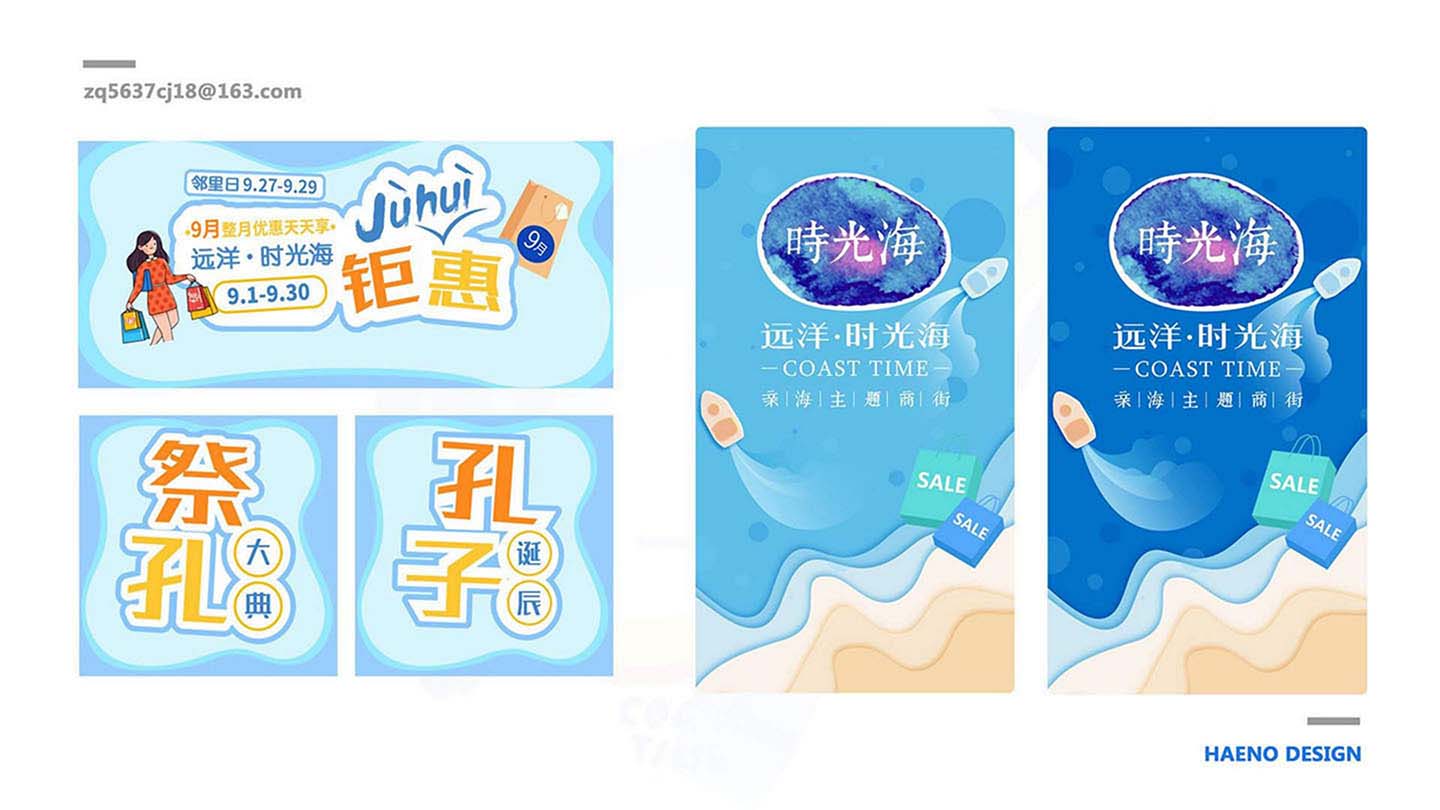 zq5637cj18@163.com
邻里日9.27-9.29
·9月整月优惠天天享·
远洋·时光海
9.1-9.30
Jùhuì
钜惠
9月
祭孔
大典
孔子
诞辰
時光海
远洋·时光海
COAST TIME
亲|海|主|题|商|街
SALE
SALE
時光海
远洋·时光海
COAST TIME
亲|海|主|题|商|街
SALE
SALE
HAENO DESIGN